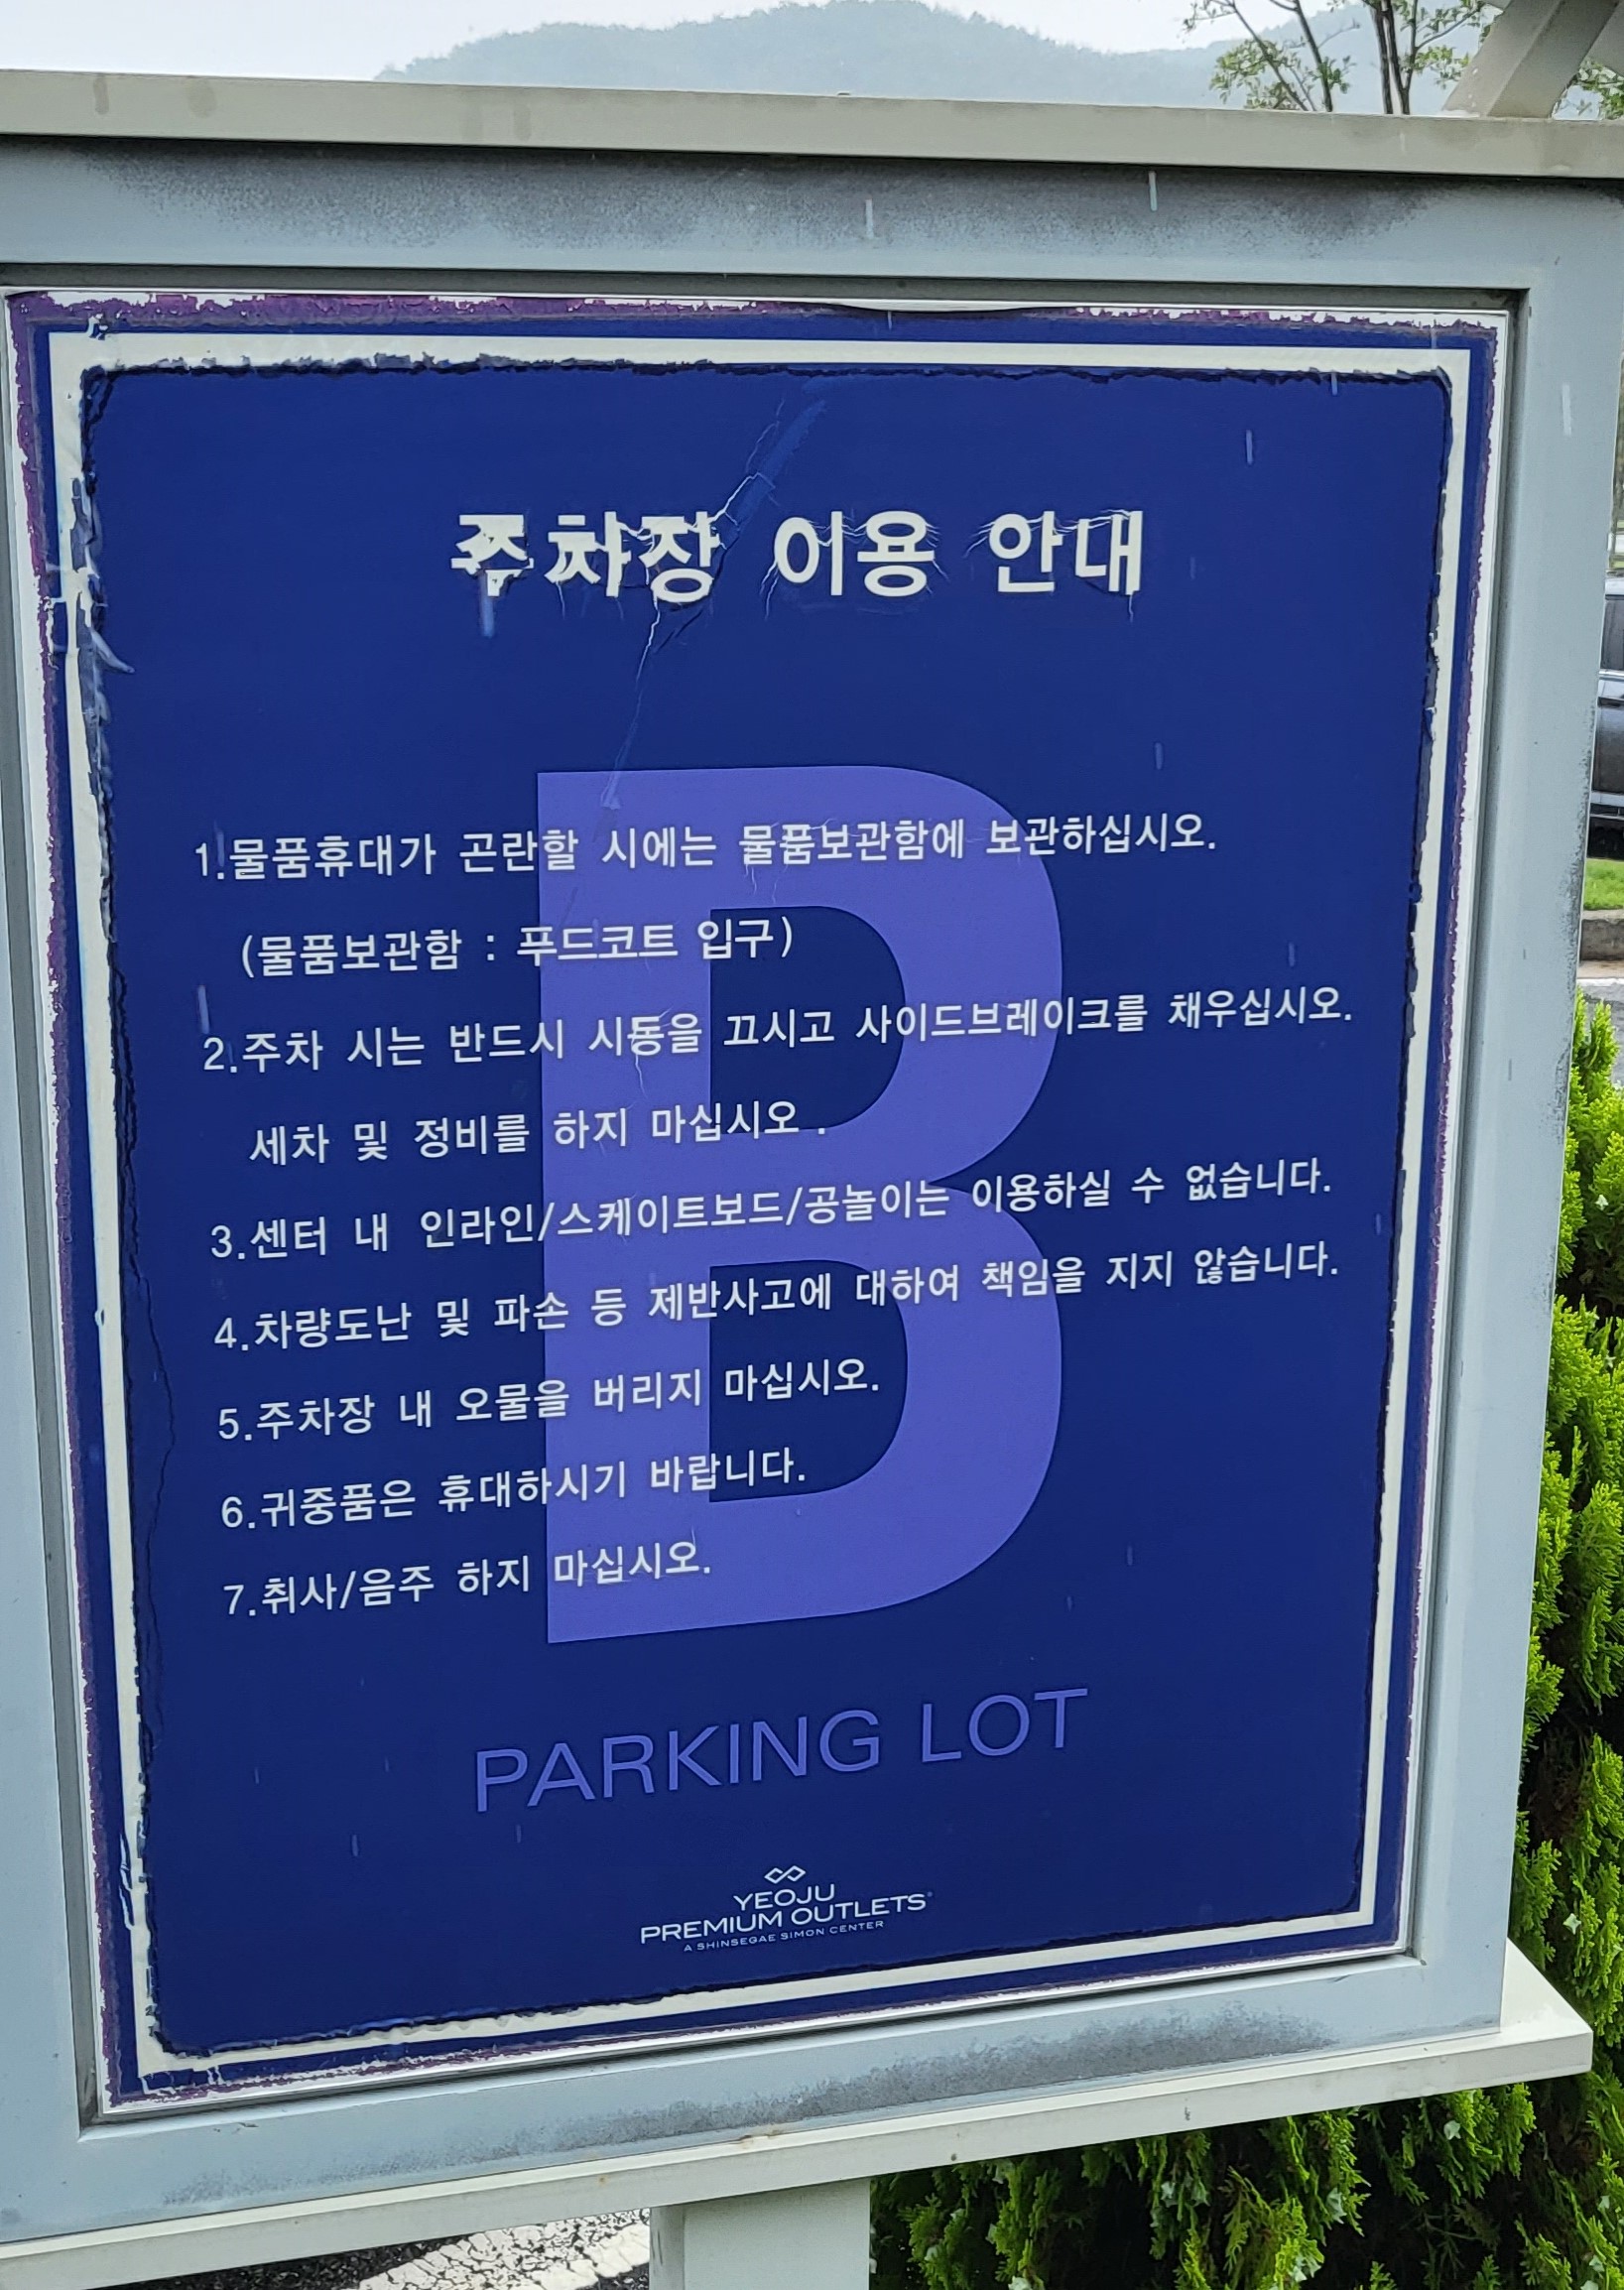 주차장 이용 안내
1.물품휴대가 곤란할 시에는 물품보관함에 보관하십시오.
(물품보관함 : 푸드코트 입구)
2.주차 시는 반드시 시동을 끄시고 사이드브레이크를 채우십시오.
세차 및 정비를 하지 마십시오.
3.센터 내 인라인/스케이트보드/공놀이는 이용하실 수 없습니다.
4.차량도난 및 파손 등 제반사고에 대하여 책임을 지지 않습니다.
5.주차장 내 오물을 버리지 마십시오.
6.귀중품은 휴대하시기 바랍니다.
7.취사/음주 하지 마십시오.
B
PARKING LOT
YEOJU
PREMIUM OUTLETS®
A SHINSEGAE SIMON CENTER